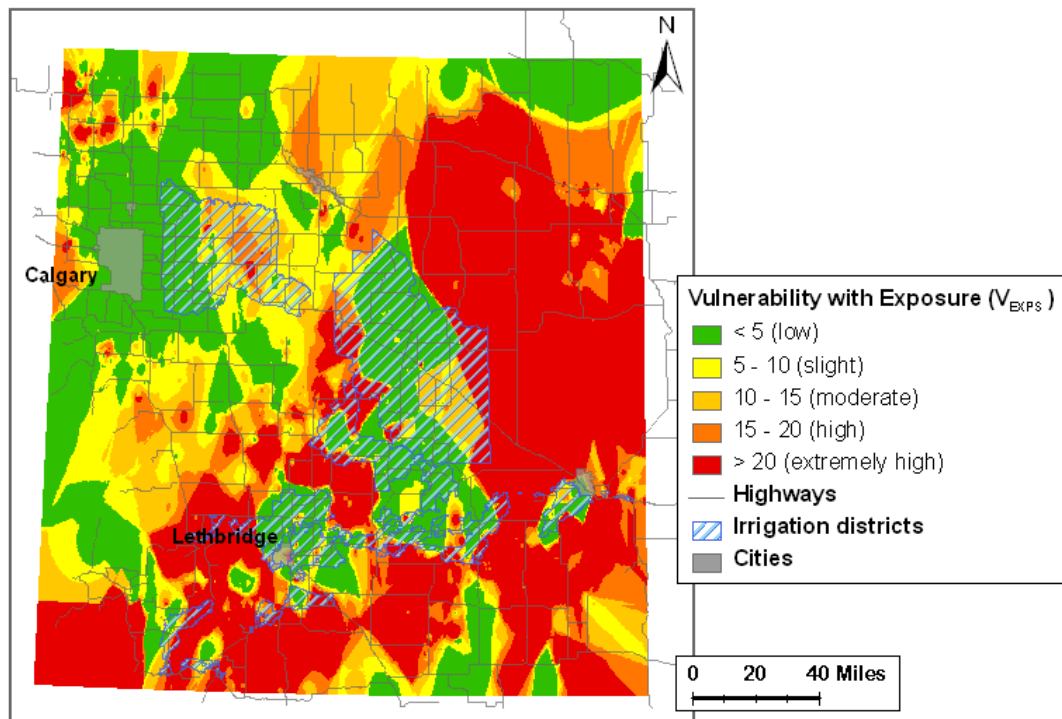 N
Calgary
Lethbridge
Vulnerability with Exposure (V_EXPS )
< 5 (low)
5 - 10 (slight)
10 - 15 (moderate)
15 - 20 (high)
> 20 (extremely high)
Highways
Irrigation districts
Cities
0 20 40 Miles